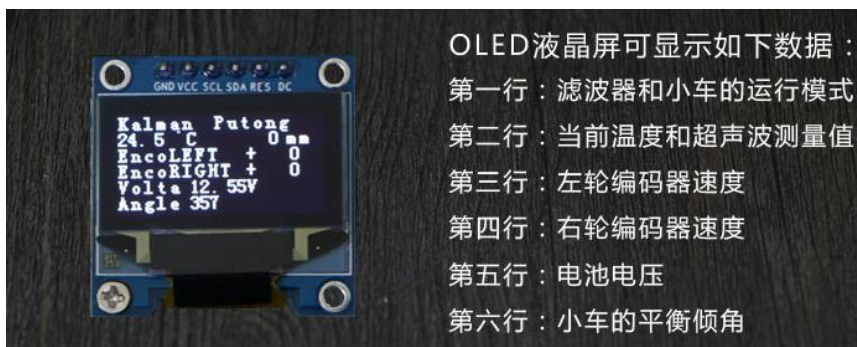 GND VCC SCL SDA RES DC
Kalman Putong
24.5 C 0mm
EncoLEFT + 0
EncoRIGHT + 0
Volta 12.55V
Angle 357
OLED液晶屏可显示如下数据：
第一行：滤波器和小车的运行模式
第二行：当前温度和超声波测量值
第三行：左轮编码器速度
第四行：右轮编码器速度
第五行：电池电压
第六行：小车的平衡倾角